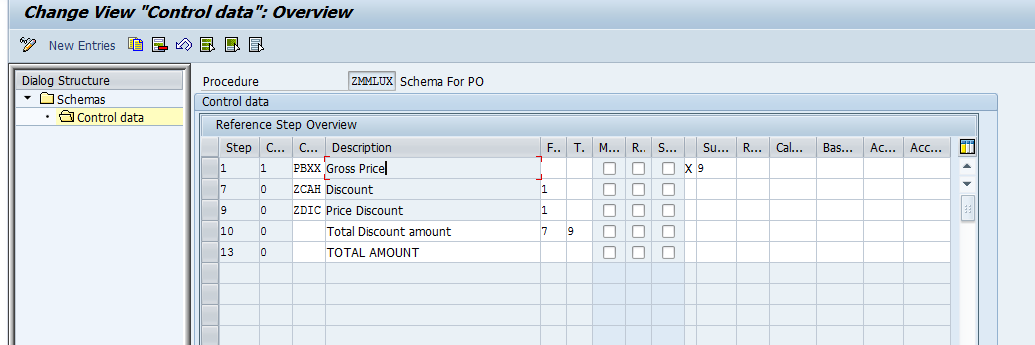 Change View "Control data": Overview
New Entries
Dialog Structure
Schemas
Control data
Procedure ZMMLUX Schema For PO
Control data
Reference Step Overview
Step C... C... Description F.. T. M... R.. S... Su... R... Cal... Bas... Ac... Acc...
1 1 PBXX Gross Price X 9
7 0 ZCAH Discount 1
9 0 ZDIC Price Discount 1
10 0 Total Discount amount 7 9
13 0 TOTAL AMOUNT